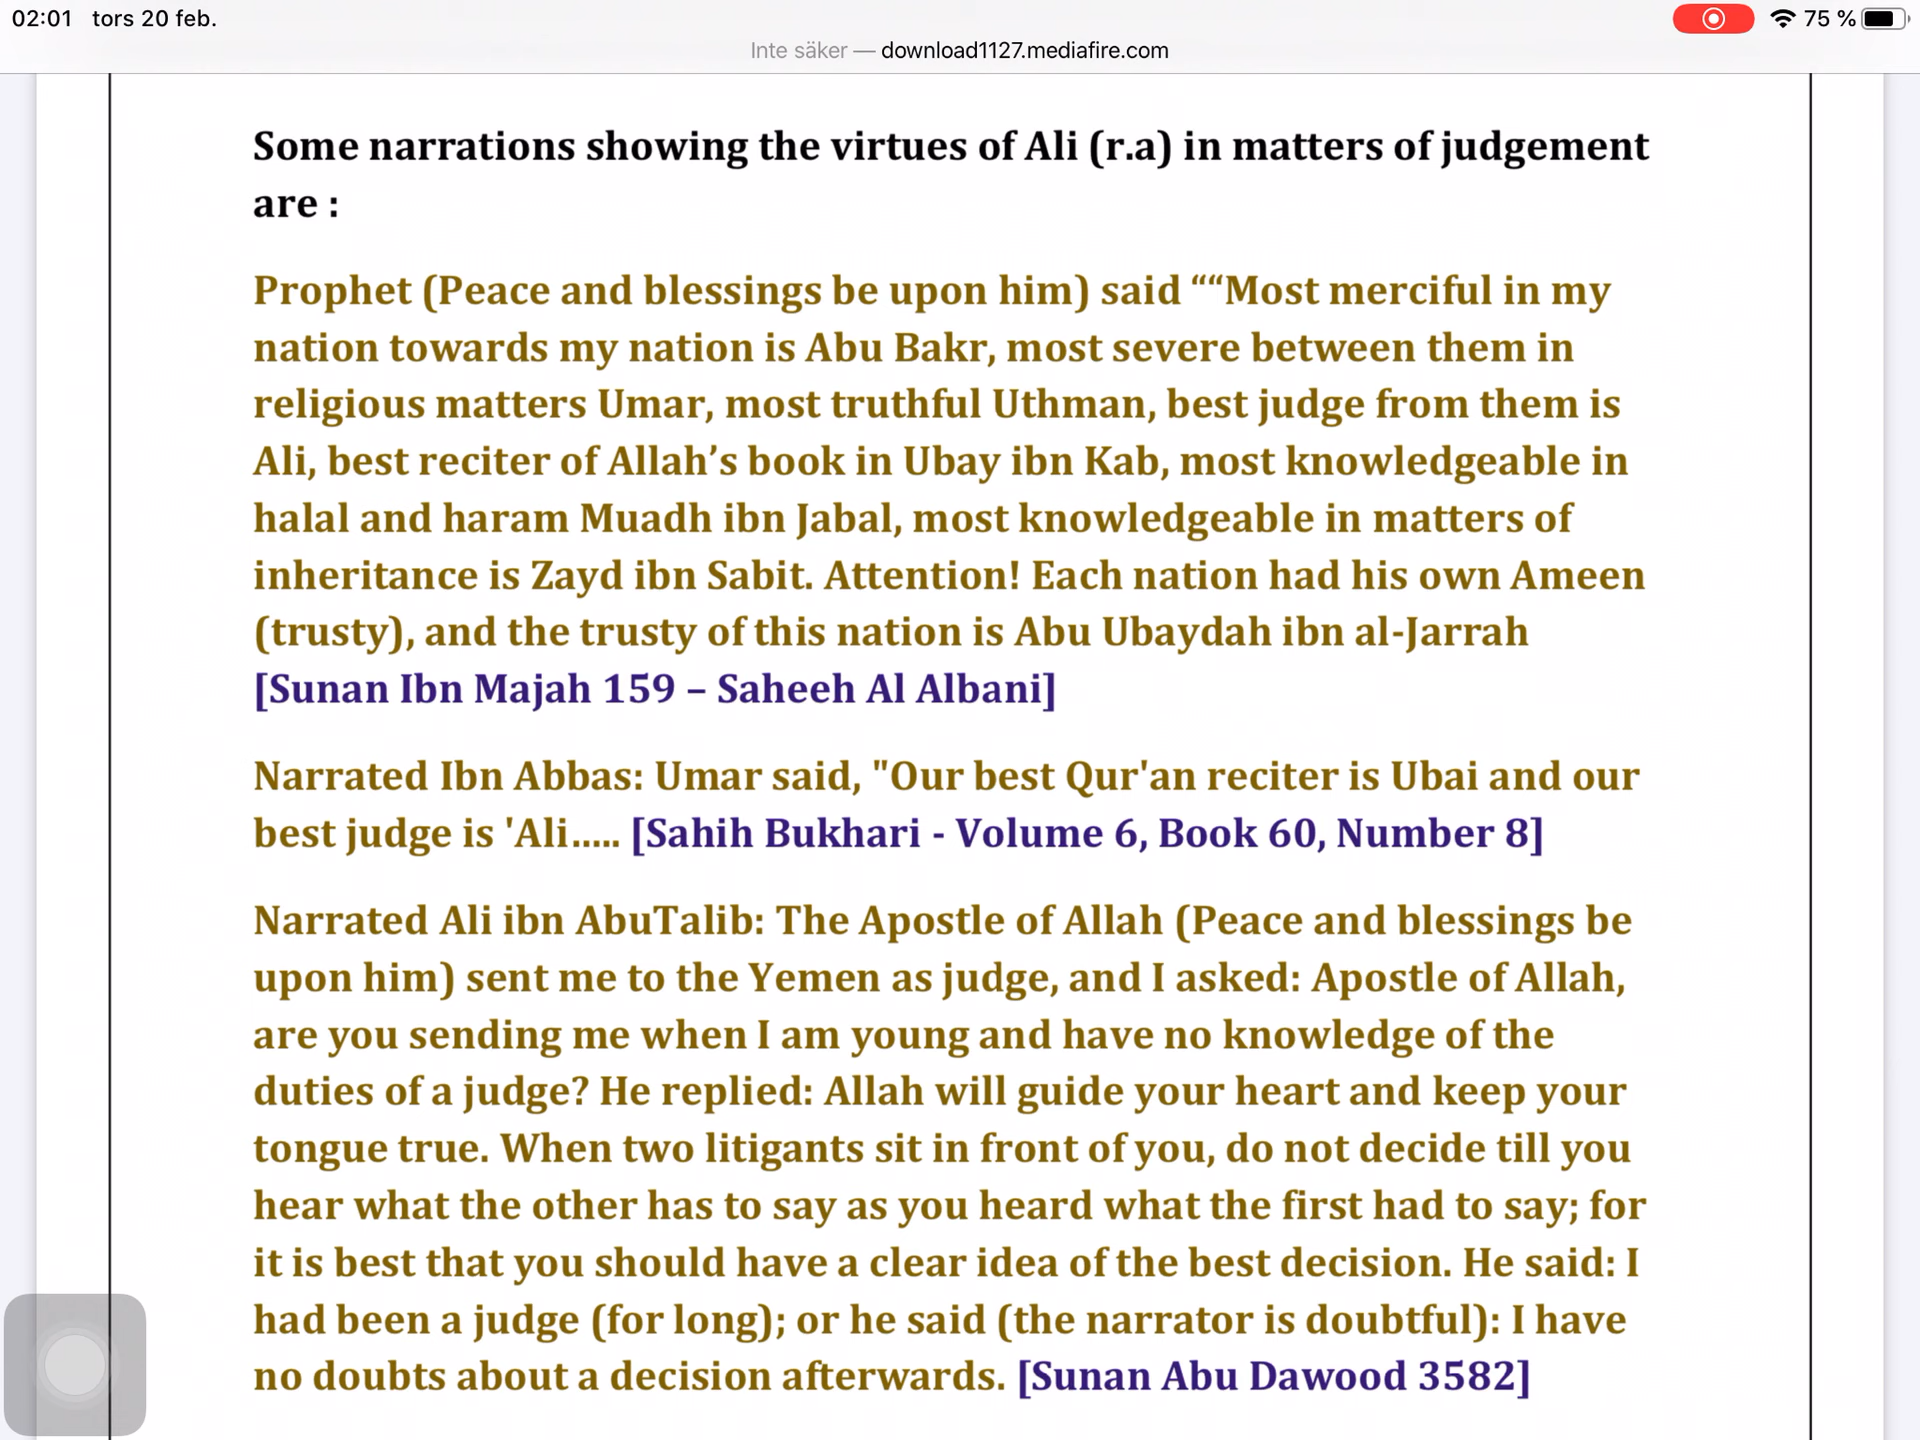 02:01 tors 20 feb.
75 %
Inte säker — download1127.mediafire.com
Some narrations showing the virtues of Ali (r.a) in matters of judgement
are :
Prophet (Peace and blessings be upon him) said ““Most merciful in my
nation towards my nation is Abu Bakr, most severe between them in
religious matters Umar, most truthful Uthman, best judge from them is
Ali, best reciter of Allah’s book in Ubay ibn Kab, most knowledgeable in
halal and haram Muadh ibn Jabal, most knowledgeable in matters of
inheritance is Zayd ibn Sabit. Attention! Each nation had his own Ameen
(trusty), and the trusty of this nation is Abu Ubaydah ibn al-Jarrah
[Sunan Ibn Majah 159 – Saheeh Al Albani]
Narrated Ibn Abbas: Umar said, "Our best Qur'an reciter is Ubai and our
best judge is 'Ali..... [Sahih Bukhari - Volume 6, Book 60, Number 8]
Narrated Ali ibn AbuTalib: The Apostle of Allah (Peace and blessings be
upon him) sent me to the Yemen as judge, and I asked: Apostle of Allah,
are you sending me when I am young and have no knowledge of the
duties of a judge? He replied: Allah will guide your heart and keep your
tongue true. When two litigants sit in front of you, do not decide till you
hear what the other has to say as you heard what the first had to say; for
it is best that you should have a clear idea of the best decision. He said: I
had been a judge (for long); or he said (the narrator is doubtful): I have
no doubts about a decision afterwards. [Sunan Abu Dawood 3582]